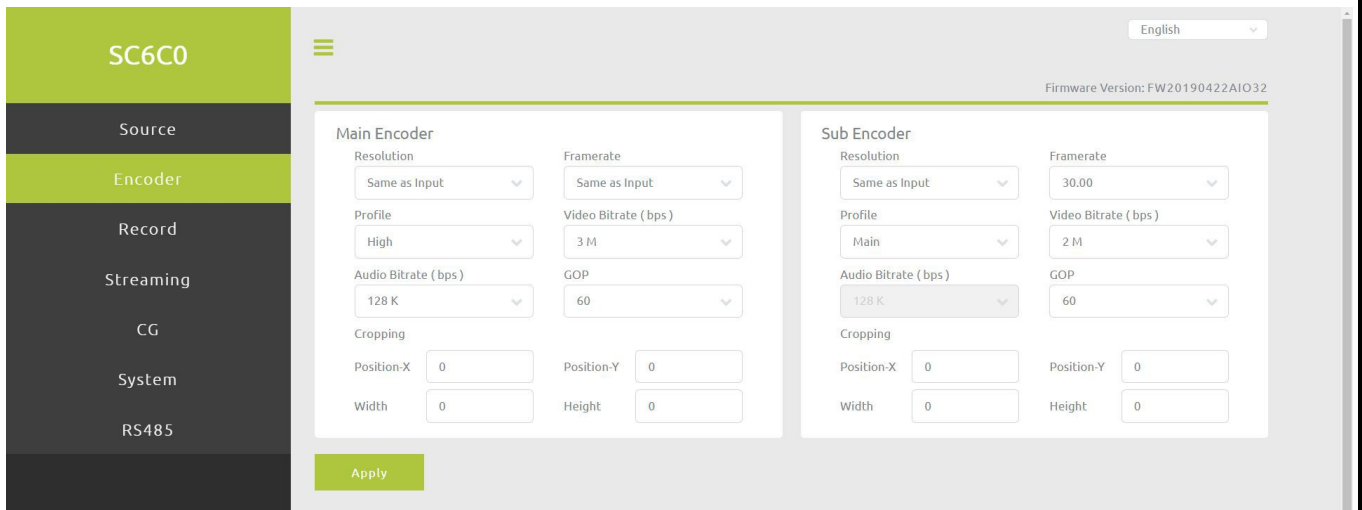 SC6C0
English
Firmware Version: FW20190422AIO32
Source
Encoder
Record
Streaming
CG
System
RS485
Main Encoder
Resolution Framerate
Same as Input Same as Input
Profile Video Bitrate ( bps )
High 3 M
Audio Bitrate ( bps ) GOP
128 K 60
Cropping
Position-X 0 Position-Y 0
Width 0 Height 0
Sub Encoder
Resolution Framerate
Same as Input 30.00
Profile Video Bitrate ( bps )
Main 2 M
Audio Bitrate ( bps ) GOP
128 K 60
Cropping
Position-X 0 Position-Y 0
Width 0 Height 0
Apply